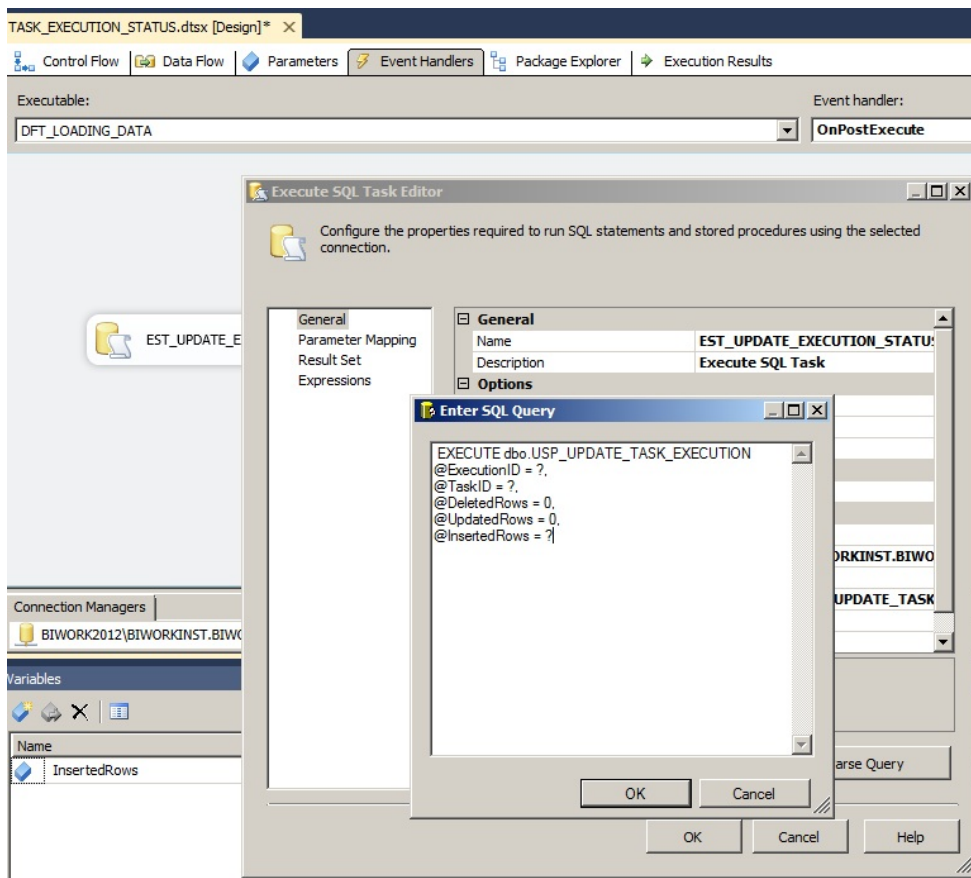 TASK_EXECUTION_STATUS.dtsx [Design]*
Control Flow Data Flow Parameters Event Handlers Package Explorer Execution Results
Executable: Event handler:
DFT_LOADING_DATA OnPostExecute
Execute SQL Task Editor
Configure the properties required to run SQL statements and stored procedures using the selected
connection.
General General
Parameter Mapping Name EST_UPDATE_EXECUTION_STATUS
EST_UPDATE_E
Result Set Description Execute SQL Task
Expressions Options
Enter SQL Query
EXECUTE dbo.USP_UPDATE_TASK_EXECUTION
@ExecutionID = ?,
@TaskID = ?,
@DeletedRows = 0,
@UpdatedRows = 0,
@InsertedRows = ?
ORKINST.BIWO
UPDATE_TASK
Connection Managers
BIWORK2012\BIWORKINST.BIWO
Variables
Name
InsertedRows
arse Query
OK Cancel
OK Cancel Help